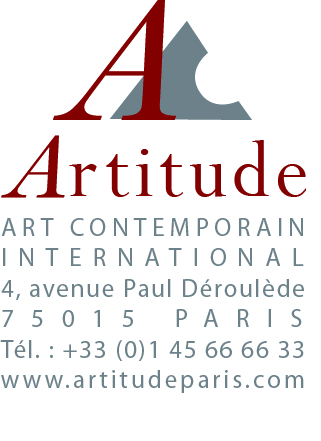 A
Artitude
ART CONTEMPORAIN
INTERNATIONAL
4, avenue Paul Déroulède
75015 PARIS
Tél. : +33 (0)1 45 66 66 33
www.artitudeparis.com